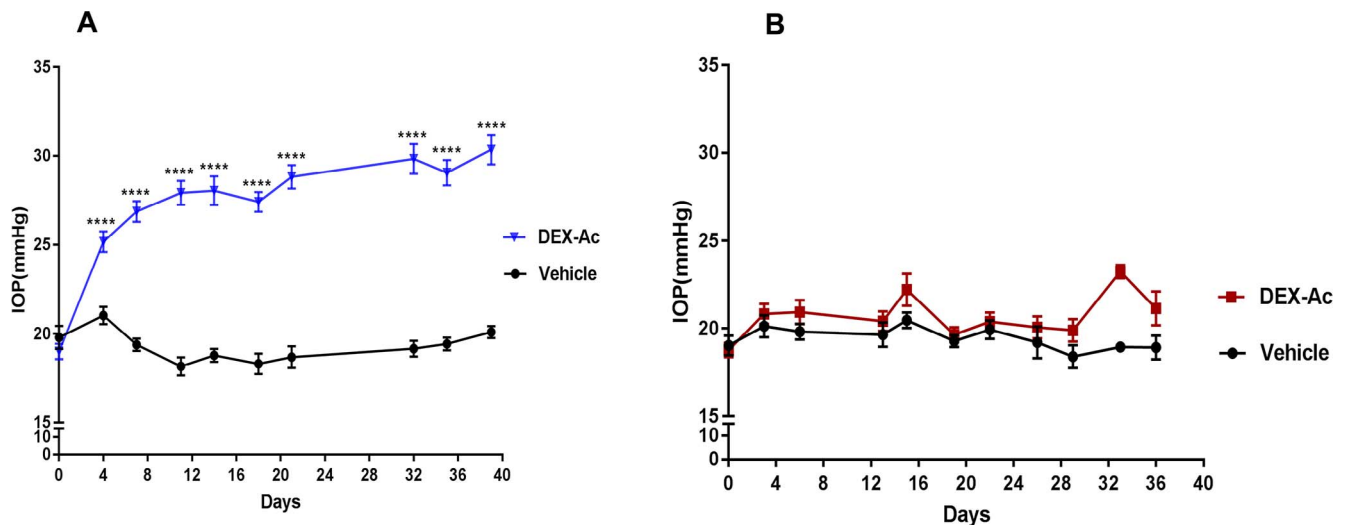 A
IOP(mmHg)
35
30
25
20
15
10
0
**** **** **** **** **** **** **** **** ****
0 4 8 12 16 20 24 28 32 36 40
Days
DEX-Ac
Vehicle
B
IOP(mmHg)
35
30
25
20
15
10
0
0 4 8 12 16 20 24 28 32 36 40
Days
DEX-Ac
Vehicle